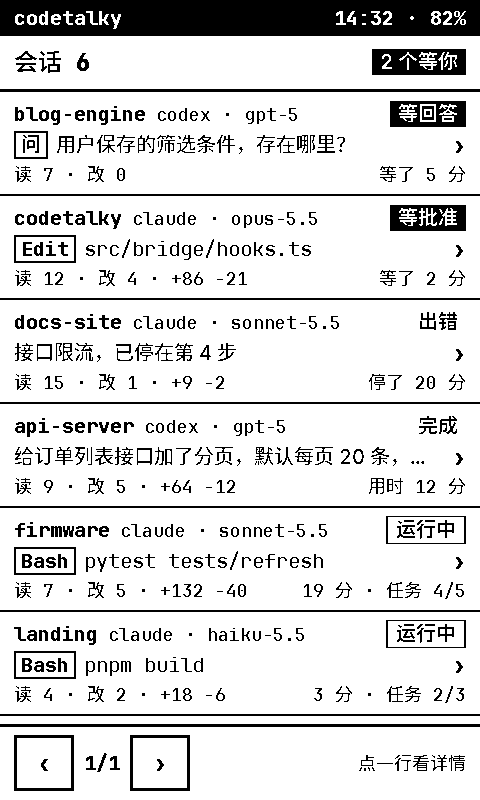 codetalky 14:32 · 82%
会话 6 2 个等你
blog-engine codex · gpt-5 等回答
问 用户保存的筛选条件，存在哪里？ ›
读 7 · 改 0 等了 5 分
codetalky claude · opus-5.5 等批准
Edit src/bridge/hooks.ts ›
读 12 · 改 4 · +86 -21 等了 2 分
docs-site claude · sonnet-5.5 出错
接口限流，已停在第 4 步 ›
读 15 · 改 1 · +9 -2 停了 20 分
api-server codex · gpt-5 完成
给订单列表接口加了分页，默认每页 20 条，… ›
读 9 · 改 5 · +64 -12 用时 12 分
firmware claude · sonnet-5.5 运行中
Bash pytest tests/refresh ›
读 7 · 改 5 · +132 -40 19 分 · 任务 4/5
landing claude · haiku-5.5 运行中
Bash pnpm build ›
读 4 · 改 2 · +18 -6 3 分 · 任务 2/3
‹ 1/1 › 点一行看详情